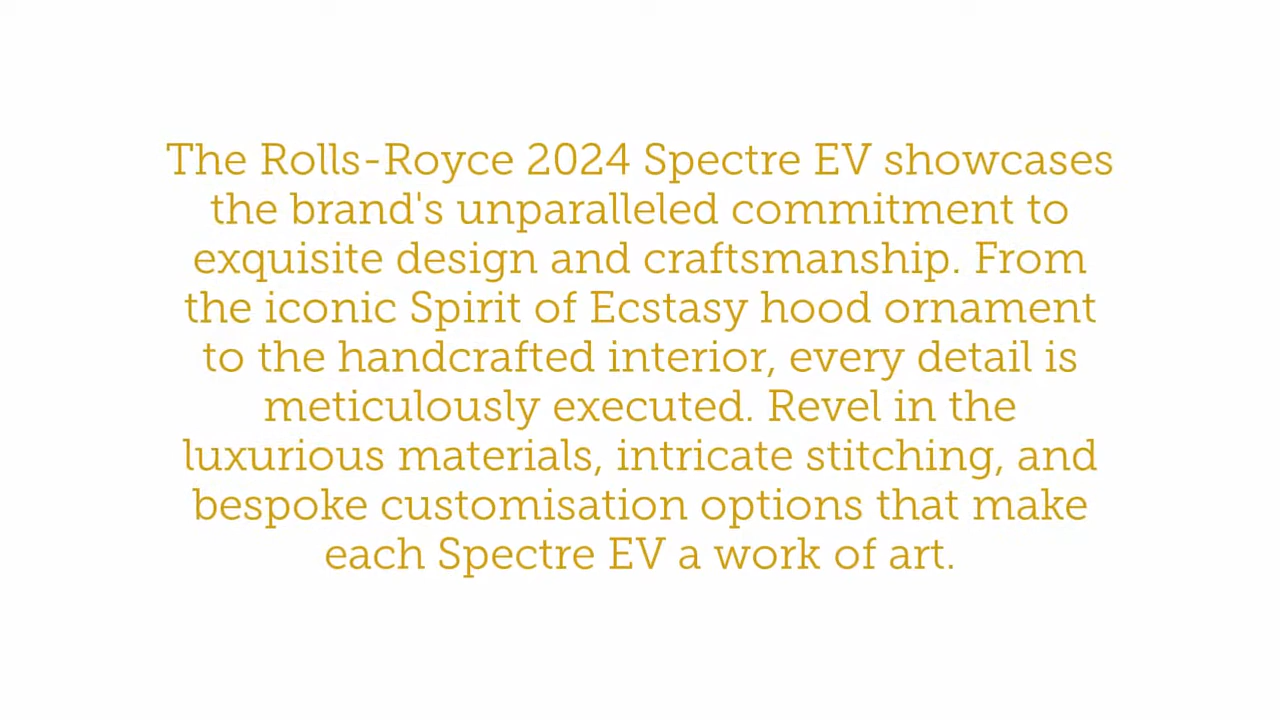 The Rolls-Royce 2024 Spectre EV showcases
the brand's unparalleled commitment to
exquisite design and craftsmanship. From
the iconic Spirit of Ecstasy hood ornament
to the handcrafted interior, every detail is
meticulously executed. Revel in the
luxurious materials, intricate stitching, and
bespoke customisation options that make
each Spectre EV a work of art.